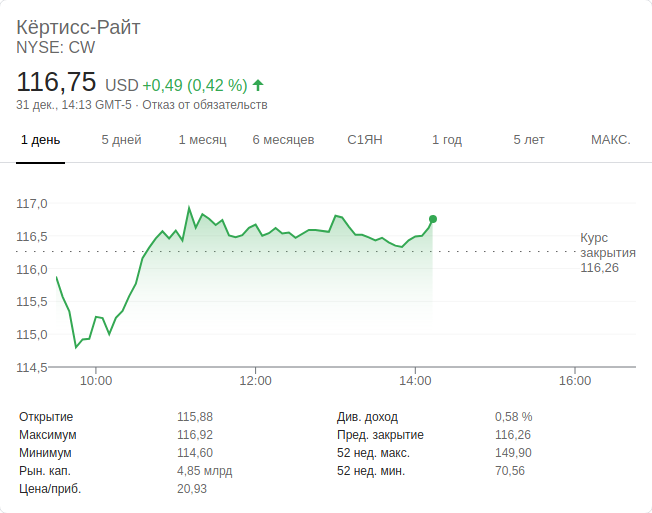 Кёртисс-Райт
NYSE: CW
116,75 USD +0,49 (0,42 %)
31 дек., 14:13 GMT-5 · Отказ от обязательств
1 день 5 дней 1 месяц 6 месяцев С1ЯН 1 год 5 лет МАКС.
117,0
116,5
Курс
закрытия
116,26
116,0
115,5
115,0
114,5
10:00 12:00 14:00 16:00
Открытие 115,88 Див. доход 0,58 %
Максимум 116,92 Пред. закрытие 116,26
Минимум 114,60 52 нед. макс. 149,90
Рын. кап. 4,85 млрд 52 нед. мин. 70,56
Цена/приб. 20,93